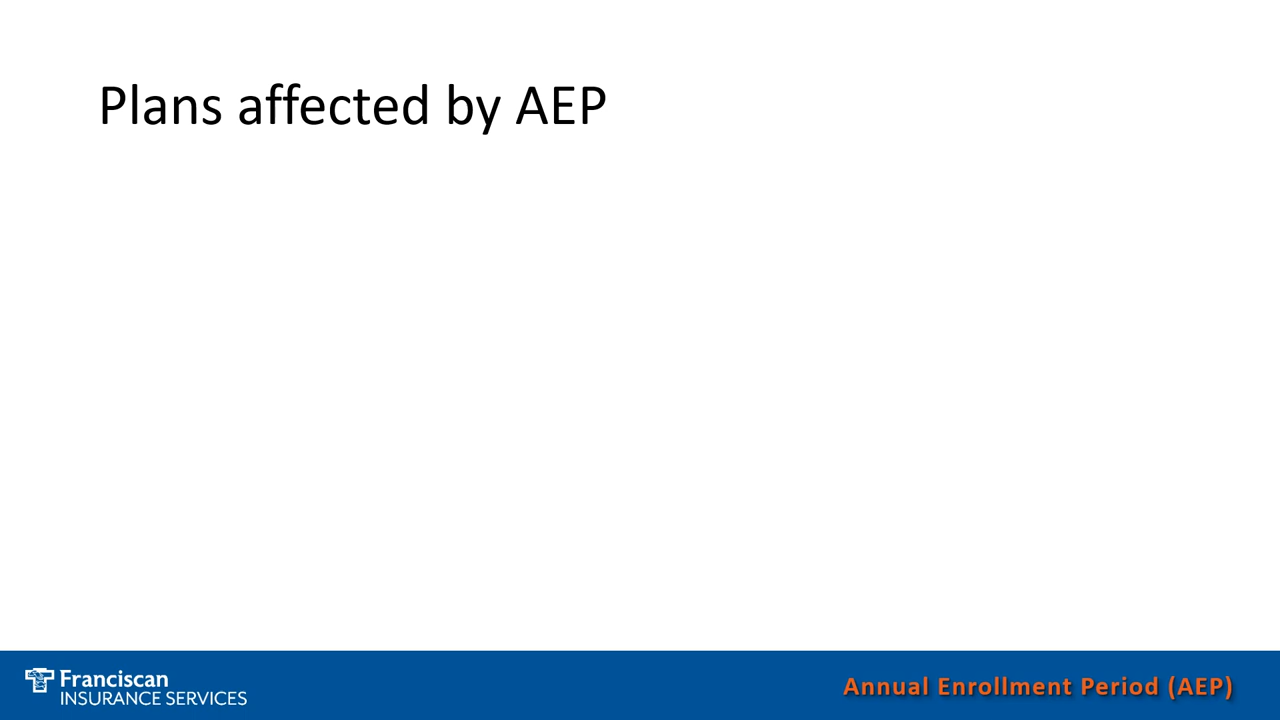 Plans affected by AEP
Franciscan
INSURANCE SERVICES
Annual Enrollment Period (AEP)